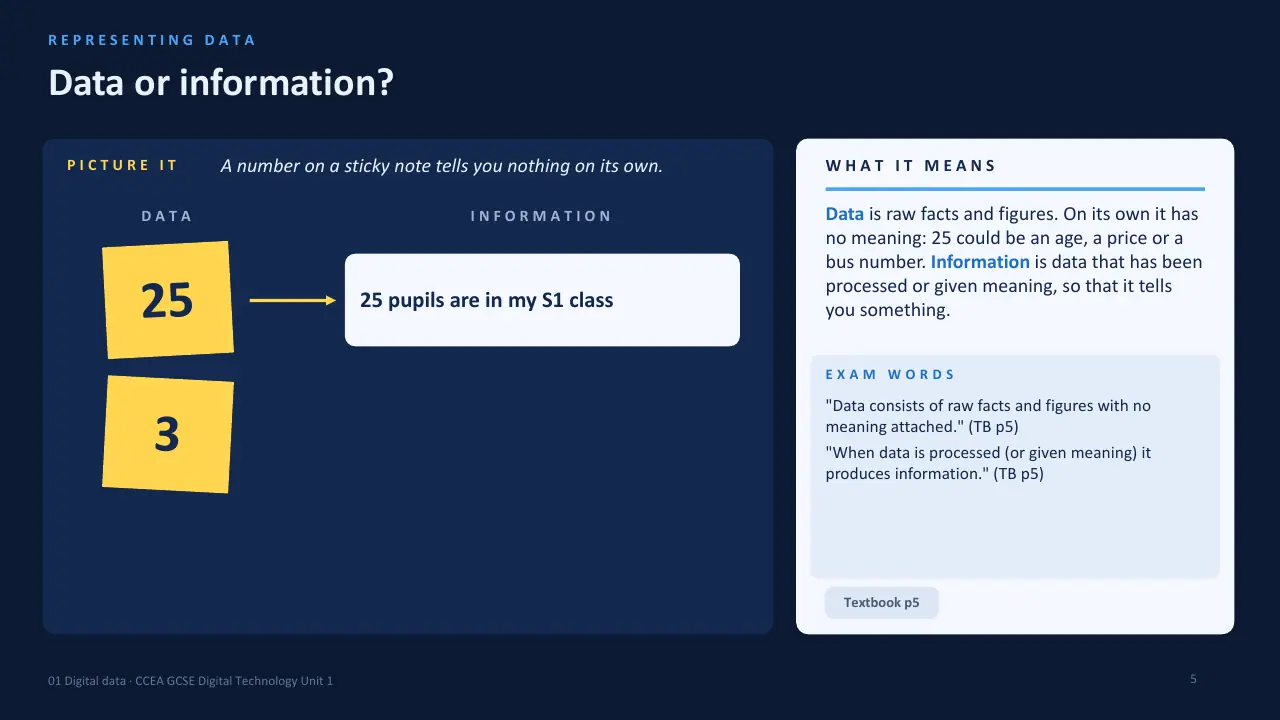 REPRESENTING DATA
Data or information?
PICTURE IT
A number on a sticky note tells you nothing on its own.
DATA
INFORMATION
25
25 pupils are in my S1 class
3
WHAT IT MEANS
Data is raw facts and figures. On its own it has
no meaning: 25 could be an age, a price or a
bus number. Information is data that has been
processed or given meaning, so that it tells
you something.
EXAM WORDS
"Data consists of raw facts and figures with no
meaning attached." (TB p5)
"When data is processed (or given meaning) it
produces information." (TB p5)
Textbook p5
01 Digital data · CCEA GCSE Digital Technology Unit 1
5